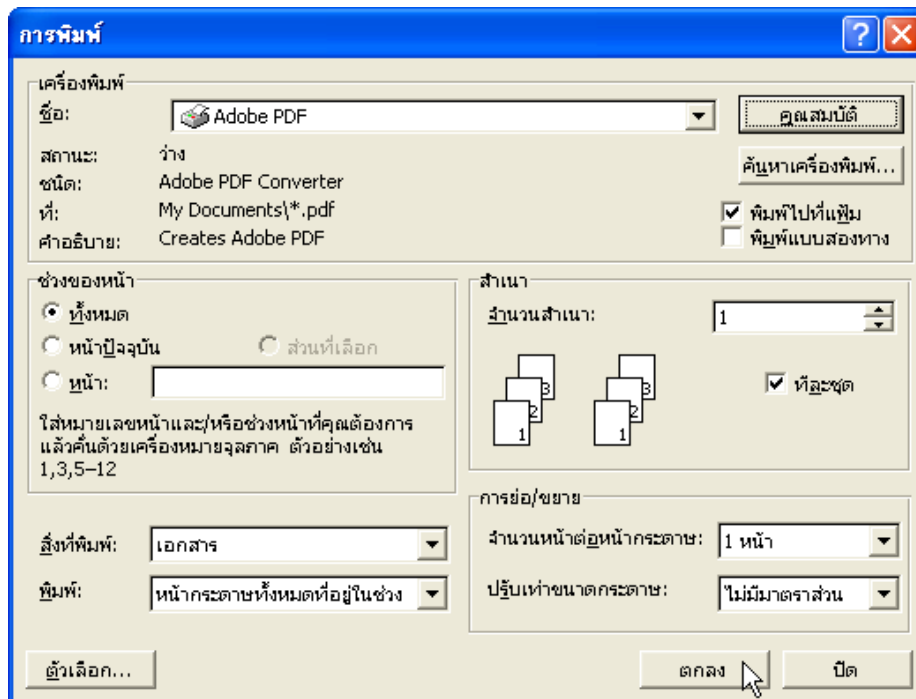 การพิมพ์
เครื่องพิมพ์
ชื่อ: Adobe PDF คุณสมบัติ
สถานะ: ว่าง
ค้นหาเครื่องพิมพ์...
ชนิด: Adobe PDF Converter
ที่: My Documents\*.pdf
พิมพ์ไปที่แฟ้ม
คำอธิบาย: Creates Adobe PDF
พิมพ์แบบสองทาง
ช่วงของหน้า
ทั้งหมด
หน้าปัจจุบัน ส่วนที่เลือก
หน้า:
ใส่หมายเลขหน้าและ/หรือช่วงหน้าที่คุณต้องการ
แล้วคั่นด้วยเครื่องหมายจุลภาค ตัวอย่างเช่น
1,3,5–12
สำเนา
จำนวนสำเนา: 1
3 3
2 2
1 1
ทีละชุด
สิ่งที่พิมพ์: เอกสาร
พิมพ์: หน้ากระดาษทั้งหมดที่อยู่ในช่วง
การย่อ/ขยาย
จำนวนหน้าต่อหน้ากระดาษ: 1 หน้า
ปรับเท่าขนาดกระดาษ: ไม่มีมาตราส่วน
ตัวเลือก... ตกลง ปิด